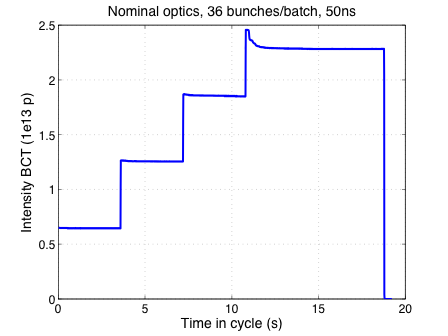 Nominal optics, 36 bunches/batch, 50ns
2.5
2
1.5
1
0.5
0
0 5 10 15 20
Intensity BCT (1e13 p)
Time in cycle (s)